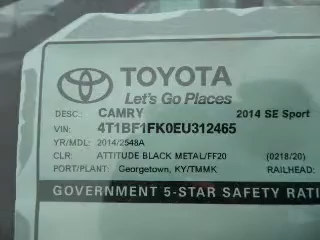 TOYOTA
Let's Go Places
DESC: CAMRY 2014 SE Sport
VIN: 4T1BF1FK0EU312465
YR/MDL: 2014/2548A
CLR: ATTITUDE BLACK METAL/FF20 (0218/20)
PORT/PLANT: Georgetown, KY/TMMK RAILHEAD:
GOVERNMENT 5-STAR SAFETY RATI